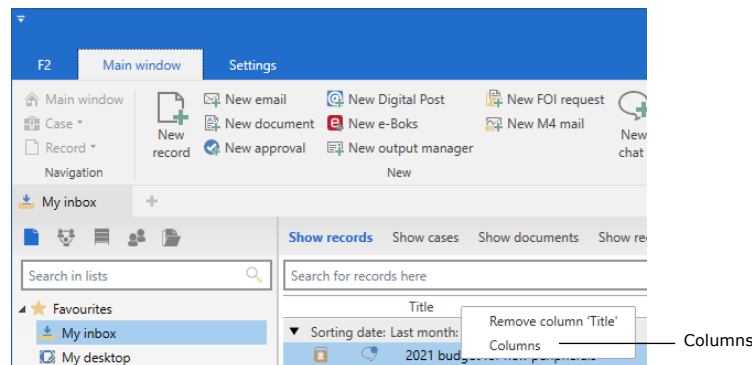 F2 Main window Settings
Main window New email New Digital Post New FOI request
Case New document New e-Boks New M4 mail
Record New record New approval New output manager New chat
Navigation New
My inbox
Show records Show cases Show documents Show re
Search in lists Search for records here
Favourites Title
My inbox Sorting date: Last month:
My desktop 2021 budget for new peripherals
Remove column 'Title'
Columns
Columns